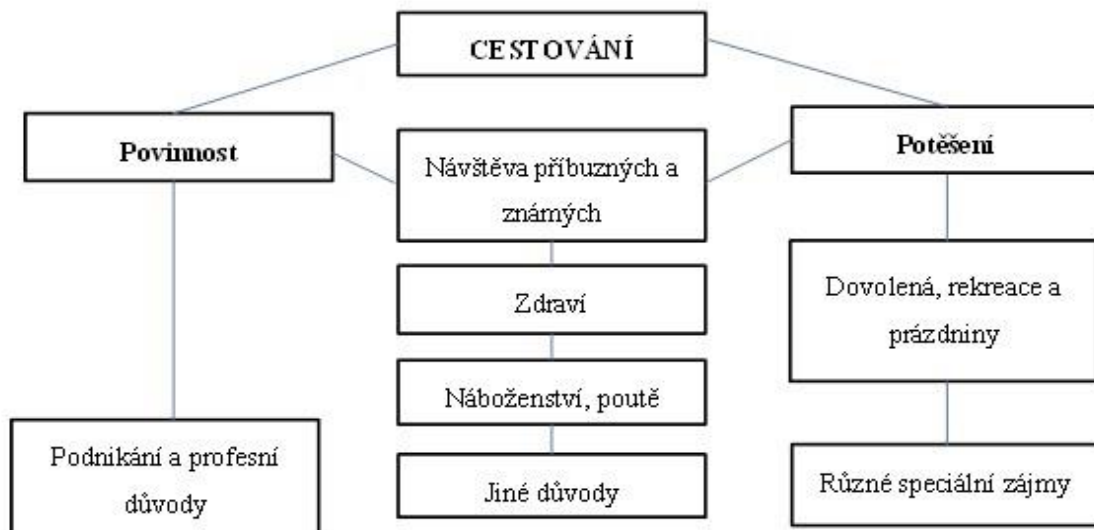 CESTOVÁNÍ
Povinnost
Návštěva příbuzných a
známých
Potěšení
Zdraví
Dovolená, rekreace a
prázdniny
Náboženství, poutě
Podnikání a profesní
důvody
Jiné důvody
Různé speciální zájmy